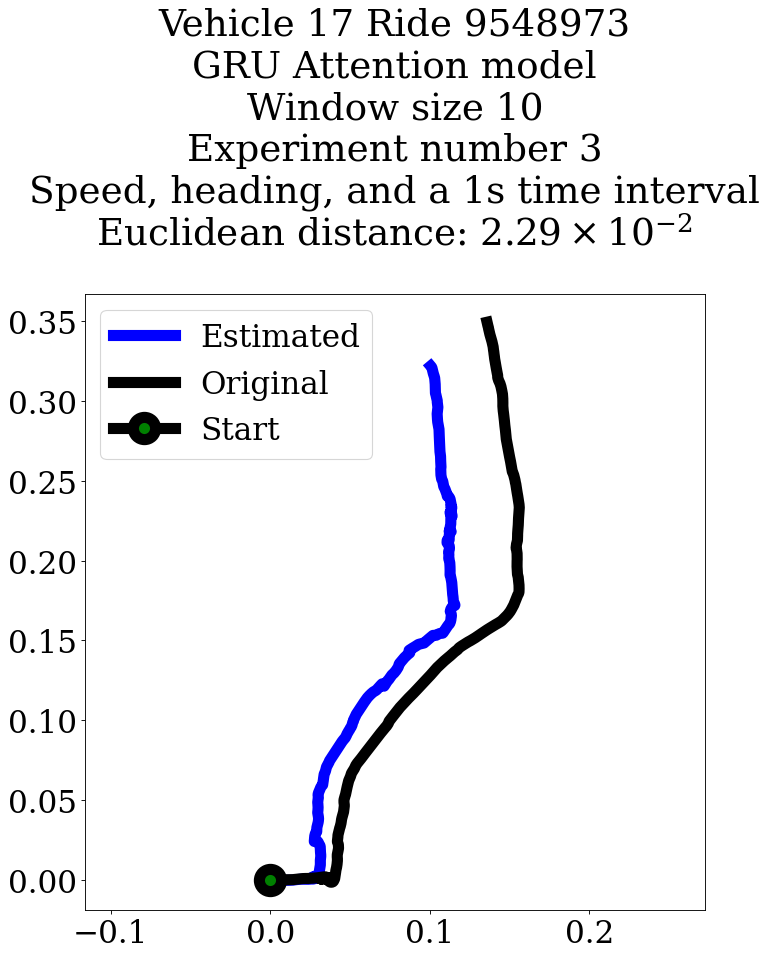 Vehicle 17 Ride 9548973
GRU Attention model
Window size 10
Experiment number 3
Speed, heading, and a 1s time interval
Euclidean distance: 2.29 × 10⁻²
Estimated
Original
Start
0.35
0.30
0.25
0.20
0.15
0.10
0.05
0.00
−0.1 0.0 0.1 0.2